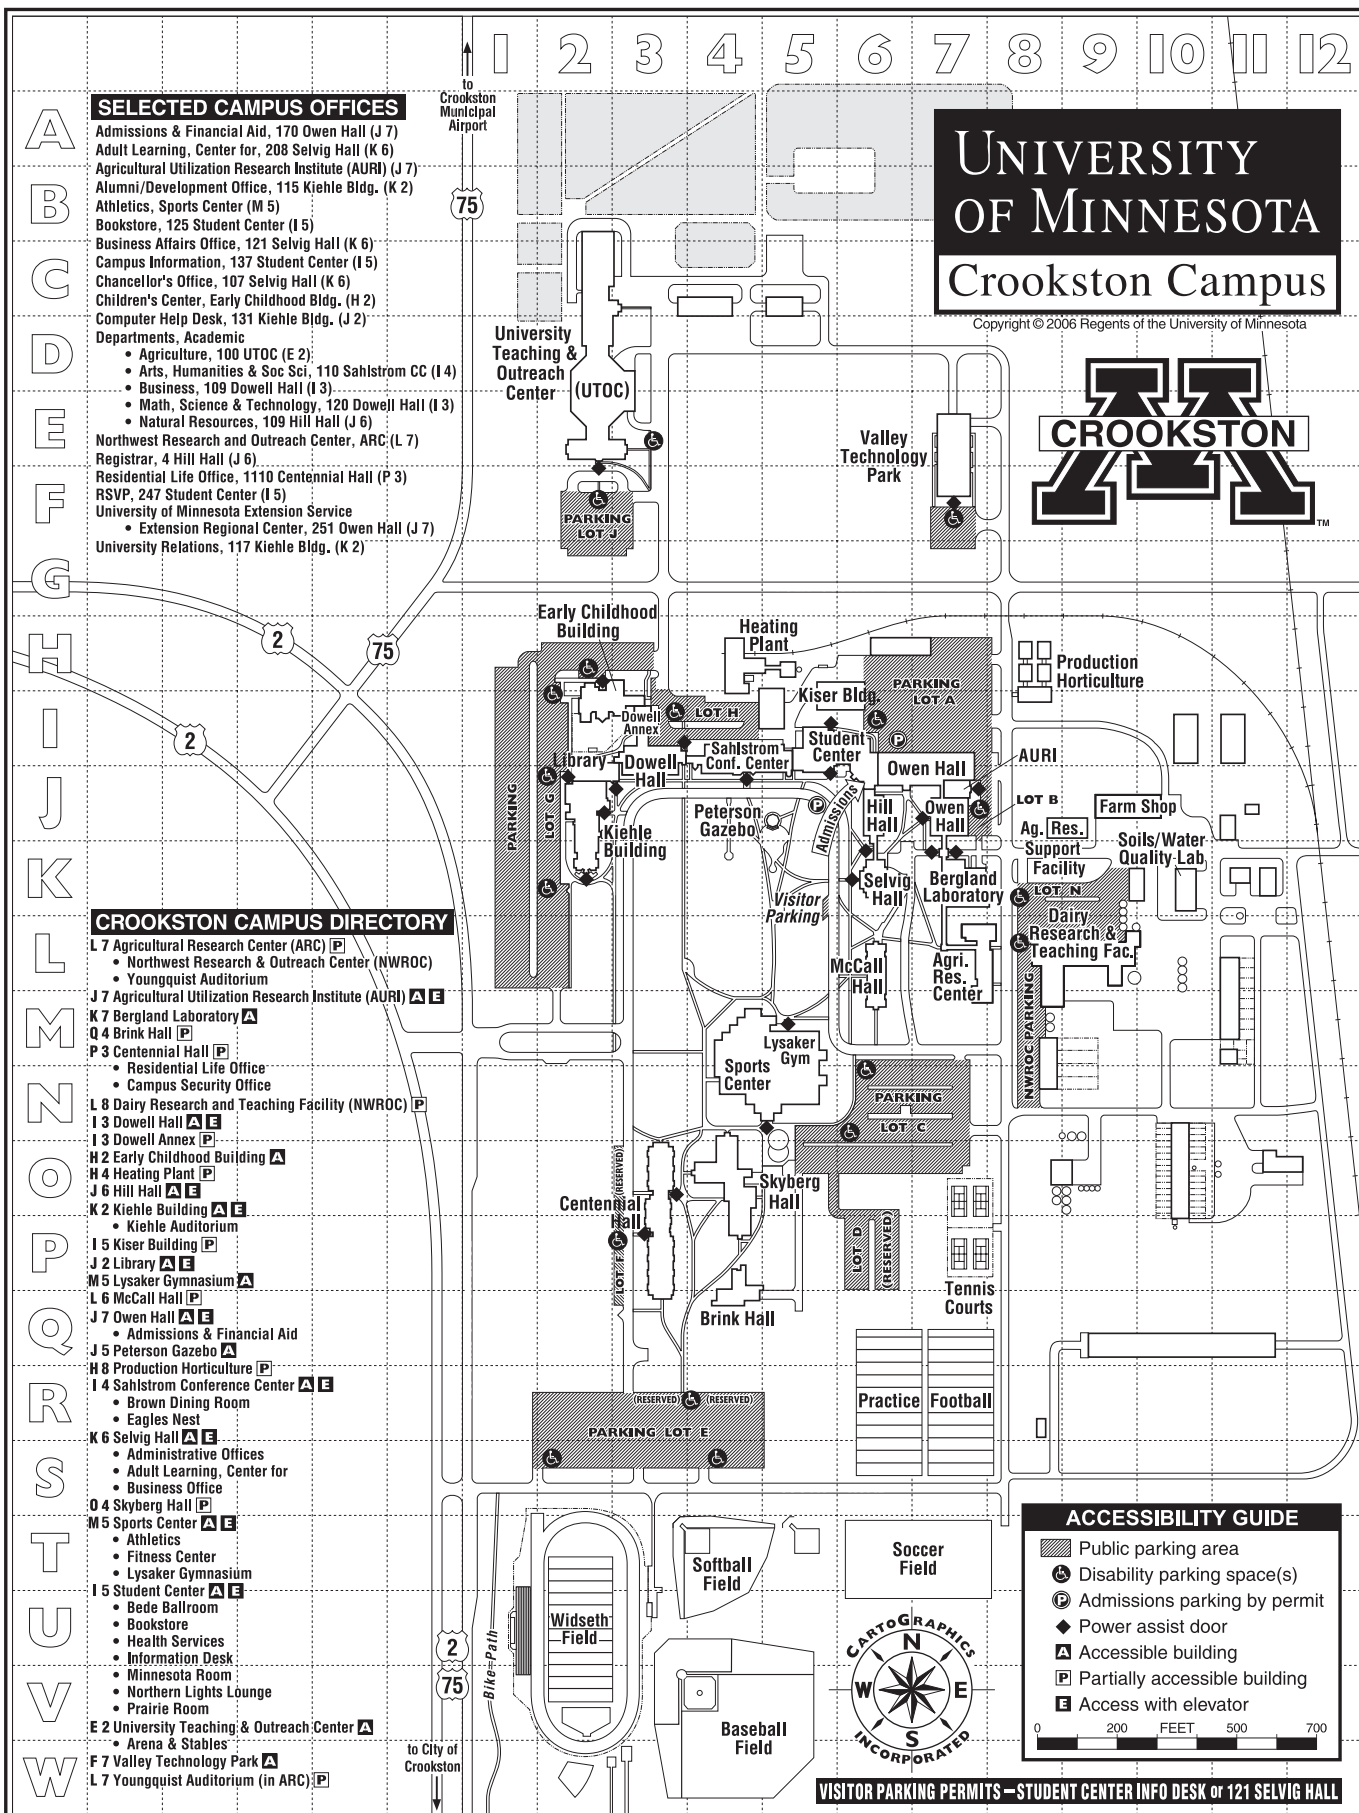 1 2 3 4 5 6 7 8 9 10 11 12
A
B
C
D
E
F
G
H
I
J
K
L
M
N
O
P
Q
R
S
T
U
V
W
to
Crookston
Municipal
Airport
75
SELECTED CAMPUS OFFICES
Admissions & Financial Aid, 170 Owen Hall (J 7)
Adult Learning, Center for, 208 Selvig Hall (K 6)
Agricultural Utilization Research Institute (AURI) (J 7)
Alumni/Development Office, 115 Kiehle Bldg. (K 2)
Athletics, Sports Center (M 5)
Bookstore, 125 Student Center (I 5)
Business Affairs Office, 121 Selvig Hall (K 6)
Campus Information, 137 Student Center (I 5)
Chancellor's Office, 107 Selvig Hall (K 6)
Children's Center, Early Childhood Bldg. (H 2)
Computer Help Desk, 131 Kiehle Bldg. (J 2)
Departments, Academic
• Agriculture, 100 UTOC (E 2)
• Arts, Humanities & Soc Sci, 110 Sahlstrom CC (I 4)
• Business, 109 Dowell Hall (I 3)
• Math, Science & Technology, 120 Dowell Hall (I 3)
• Natural Resources, 109 Hill Hall (J 6)
Northwest Research and Outreach Center, ARC (L 7)
Registrar, 4 Hill Hall (J 6)
Residential Life Office, 1110 Centennial Hall (P 3)
RSVP, 247 Student Center (I 5)
University of Minnesota Extension Service
• Extension Regional Center, 251 Owen Hall (J 7)
University Relations, 117 Kiehle Bldg. (K 2)
UNIVERSITY
OF MINNESOTA
Crookston Campus
Copyright © 2006 Regents of the University of Minnesota
CROOKSTON
TM
University
Teaching &
Outreach
Center
(UTOC)
PARKING
LOT J
Valley
Technology
Park
2
75
2
Early Childhood
Building
Heating
Plant
Kiser Bldg.
PARKING
LOT A
P
Production
Horticulture
LOT H
Dowell
Annex
Library
Dowell
Hall
Sahlstrom
Conf. Center
Student
Center
Owen Hall
AURI
LOT B
PARKING
LOT G
Kiehle
Building
Peterson
Gazebo
P
Admissions
Hill
Hall
Owen
Hall
Farm Shop
Ag. Res.
Support
Facility
Soils/Water
Quality Lab
Visitor
Parking
Selvig
Hall
Bergland
Laboratory
LOT N
Dairy
Research &
Teaching Fac.
McCall
Hall
Agri.
Res.
Center
NWROC PARKING
Lysaker
Gym
Sports
Center
PARKING
LOT C
Centennial
Hall
LOT F
(RESERVED)
Skyberg
Hall
LOT D
(RESERVED)
Tennis
Courts
Brink Hall
Practice Football
(RESERVED) (RESERVED)
PARKING LOT E
Softball
Field
Soccer
Field
Widseth
Field
Baseball
Field
Bike Path
2
75
to City of
Crookston
CROOKSTON CAMPUS DIRECTORY
L 7 Agricultural Research Center (ARC) P
• Northwest Research & Outreach Center (NWROC)
• Youngquist Auditorium
J 7 Agricultural Utilization Research Institute (AURI) A E
K 7 Bergland Laboratory A
Q 4 Brink Hall P
P 3 Centennial Hall P
• Residential Life Office
• Campus Security Office
L 8 Dairy Research and Teaching Facility (NWROC) P
I 3 Dowell Hall A E
I 3 Dowell Annex P
H 2 Early Childhood Building A
H 4 Heating Plant P
J 6 Hill Hall A E
K 2 Kiehle Building A E
• Kiehle Auditorium
I 5 Kiser Building P
J 2 Library A E
M 5 Lysaker Gymnasium A
L 6 McCall Hall P
J 7 Owen Hall A E
• Admissions & Financial Aid
J 5 Peterson Gazebo A
H 8 Production Horticulture P
I 4 Sahlstrom Conference Center A E
• Brown Dining Room
• Eagles Nest
K 6 Selvig Hall A E
• Administrative Offices
• Adult Learning, Center for
• Business Office
O 4 Skyberg Hall P
M 5 Sports Center A E
• Athletics
• Fitness Center
• Lysaker Gymnasium
I 5 Student Center A E
• Bede Ballroom
• Bookstore
• Health Services
• Information Desk
• Minnesota Room
• Northern Lights Lounge
• Prairie Room
E 2 University Teaching & Outreach Center A
• Arena & Stables
F 7 Valley Technology Park A
L 7 Youngquist Auditorium (in ARC) P
CARTOGRAPHICS
N
W E
S
INCORPORATED
ACCESSIBILITY GUIDE
Public parking area
Disability parking space(s)
P Admissions parking by permit
Power assist door
A Accessible building
P Partially accessible building
E Access with elevator
0 200 FEET 500 700
VISITOR PARKING PERMITS — STUDENT CENTER INFO DESK or 121 SELVIG HALL